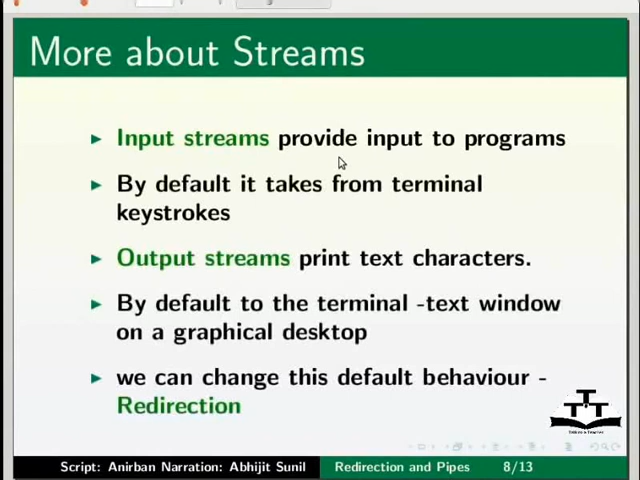 More about Streams
Input streams provide input to programs
By default it takes from terminal
keystrokes
Output streams print text characters.
By default to the terminal -text window
on a graphical desktop
we can change this default behaviour -
Redirection
Script: Anirban Narration: Abhijit Sunil Redirection and Pipes 8/13